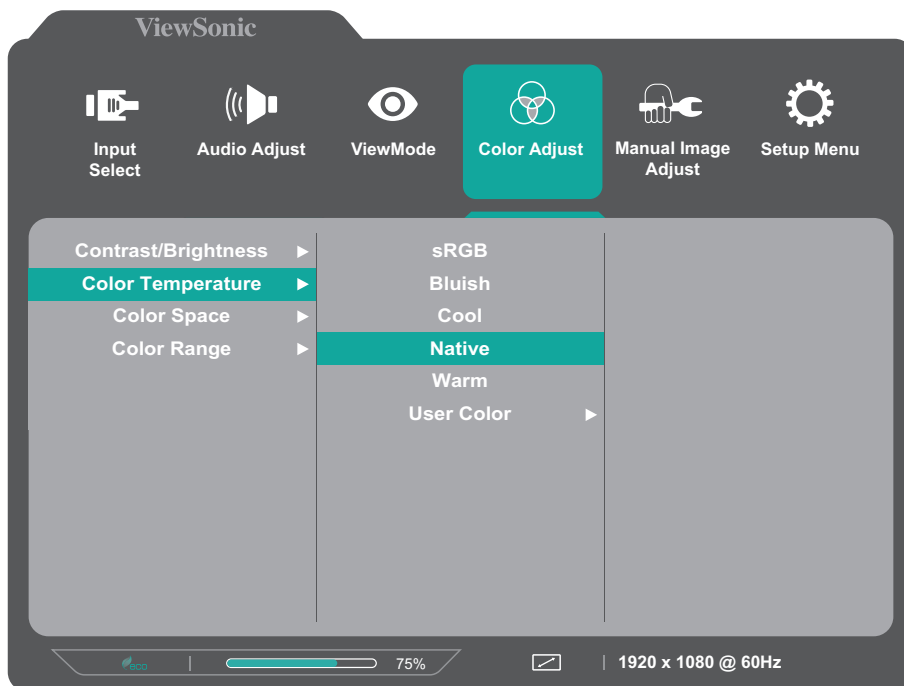 ViewSonic
Input
Select
Audio Adjust
ViewMode
Color Adjust
Manual Image
Adjust
Setup Menu
Contrast/Brightness
Color Temperature
Color Space
Color Range
sRGB
Bluish
Cool
Native
Warm
User Color
eco
75%
1920 x 1080 @ 60Hz